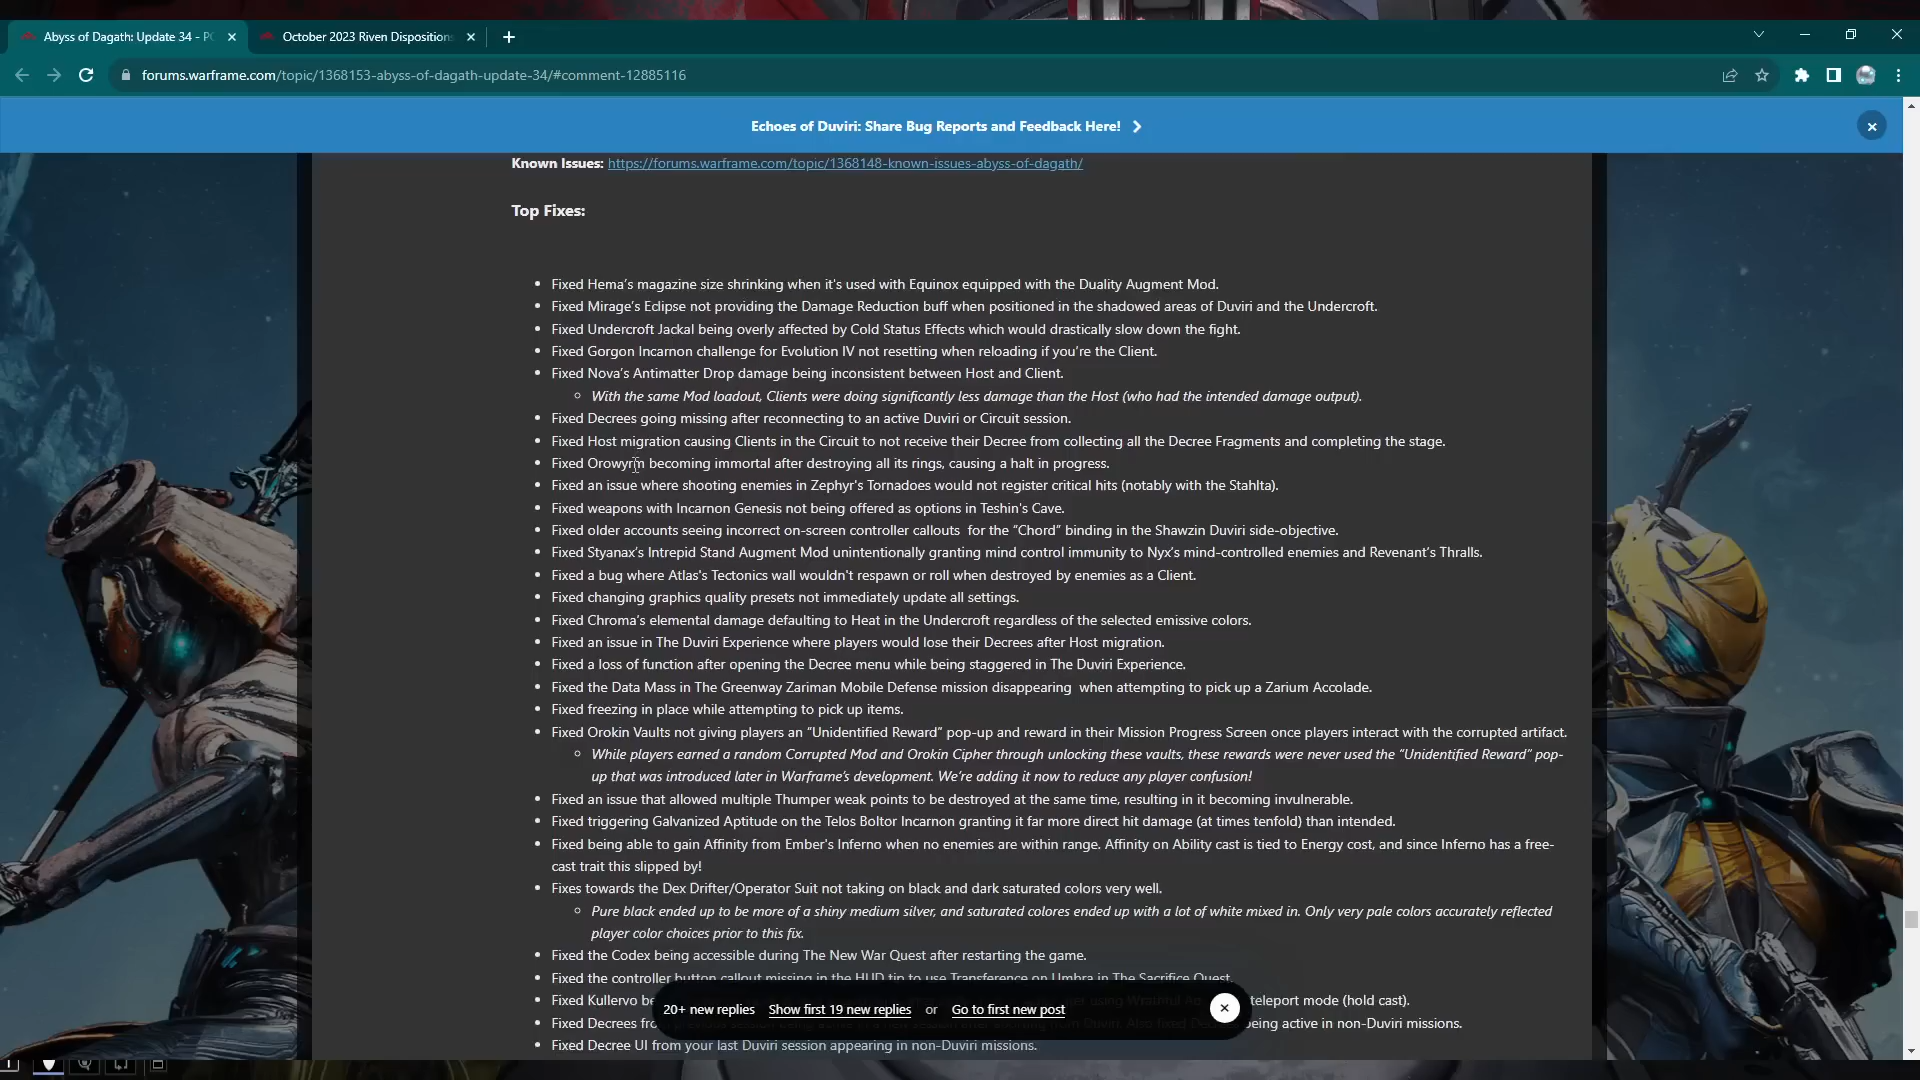 Abyss of Dagath: Update 34 - PC
October 2023 Riven Dispositions
forums.warframe.com/topic/1368153-abyss-of-dagath-update-34/#comment-12885116
Echoes of Duviri: Share Bug Reports and Feedback Here!
Known Issues: https://forums.warframe.com/topic/1368148-known-issues-abyss-of-dagath/
Top Fixes:
Fixed Hema’s magazine size shrinking when it's used with Equinox equipped with the Duality Augment Mod.
Fixed Mirage’s Eclipse not providing the Damage Reduction buff when positioned in the shadowed areas of Duviri and the Undercroft.
Fixed Undercroft Jackal being overly affected by Cold Status Effects which would drastically slow down the fight.
Fixed Gorgon Incarnon challenge for Evolution IV not resetting when reloading if you’re the Client.
Fixed Nova’s Antimatter Drop damage being inconsistent between Host and Client.
With the same Mod loadout, Clients were doing significantly less damage than the Host (who had the intended damage output).
Fixed Decrees going missing after reconnecting to an active Duviri or Circuit session.
Fixed Host migration causing Clients in the Circuit to not receive their Decree from collecting all the Decree Fragments and completing the stage.
Fixed Orowyrm becoming immortal after destroying all its rings, causing a halt in progress.
Fixed an issue where shooting enemies in Zephyr's Tornadoes would not register critical hits (notably with the Stahlta).
Fixed weapons with Incarnon Genesis not being offered as options in Teshin's Cave.
Fixed older accounts seeing incorrect on-screen controller callouts  for the “Chord” binding in the Shawzin Duviri side-objective.
Fixed Styanax’s Intrepid Stand Augment Mod unintentionally granting mind control immunity to Nyx’s mind-controlled enemies and Revenant’s Thralls.
Fixed a bug where Atlas's Tectonics wall wouldn't respawn or roll when destroyed by enemies as a Client.
Fixed changing graphics quality presets not immediately update all settings.
Fixed Chroma’s elemental damage defaulting to Heat in the Undercroft regardless of the selected emissive colors.
Fixed an issue in The Duviri Experience where players would lose their Decrees after Host migration.
Fixed a loss of function after opening the Decree menu while being staggered in The Duviri Experience.
Fixed the Data Mass in The Greenway Zariman Mobile Defense mission disappearing  when attempting to pick up a Zarium Accolade.
Fixed freezing in place while attempting to pick up items.
Fixed Orokin Vaults not giving players an “Unidentified Reward” pop-up and reward in their Mission Progress Screen once players interact with the corrupted artifact.
While players earned a random Corrupted Mod and Orokin Cipher through unlocking these vaults, these rewards were never used the “Unidentified Reward” pop-
up that was introduced later in Warframe’s development. We’re adding it now to reduce any player confusion!
Fixed an issue that allowed multiple Thumper weak points to be destroyed at the same time, resulting in it becoming invulnerable.
Fixed triggering Galvanized Aptitude on the Telos Boltor Incarnon granting it far more direct hit damage (at times tenfold) than intended.
Fixed being able to gain Affinity from Ember's Inferno when no enemies are within range. Affinity on Ability cast is tied to Energy cost, and since Inferno has a free-
cast trait this slipped by!
Fixes towards the Dex Drifter/Operator Suit not taking on black and dark saturated colors very well.
Pure black ended up to be more of a shiny medium silver, and saturated colores ended up with a lot of white mixed in. Only very pale colors accurately reflected
player color choices prior to this fix.
Fixed the Codex being accessible during The New War Quest after restarting the game.
Fixed the controller button callout missing in the HUD tip to use Transference on Umbra in The Sacrifice Quest.
Fixed Kullervo be teleport mode (hold cast).
Fixed Decrees from being active in non-Duviri missions.
Fixed Decree UI from your last Duviri session appearing in non-Duviri missions.
20+ new replies Show first 19 new replies or Go to first new post